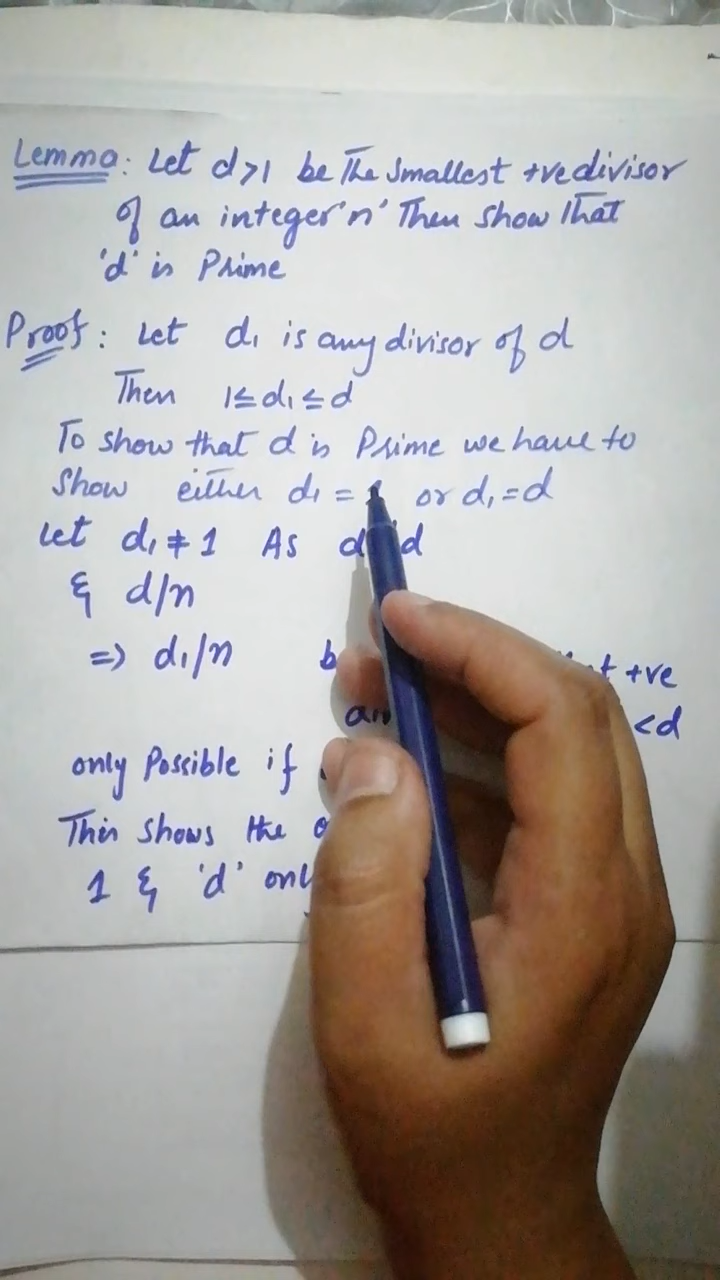 Lemma: Let d>1 be The Smallest +ve divisor
of an integer 'n' Then show That
'd' is Prime
Proof: Let d₁ is any divisor of d
Then 1≤d₁≤d
To show that d is Prime we have to
Show either d₁ = or d₁=d
Let d₁≠1 As d d
& d/n
=> d₁/n +ve
<d
only Possible if
This shows the
1 & 'd'